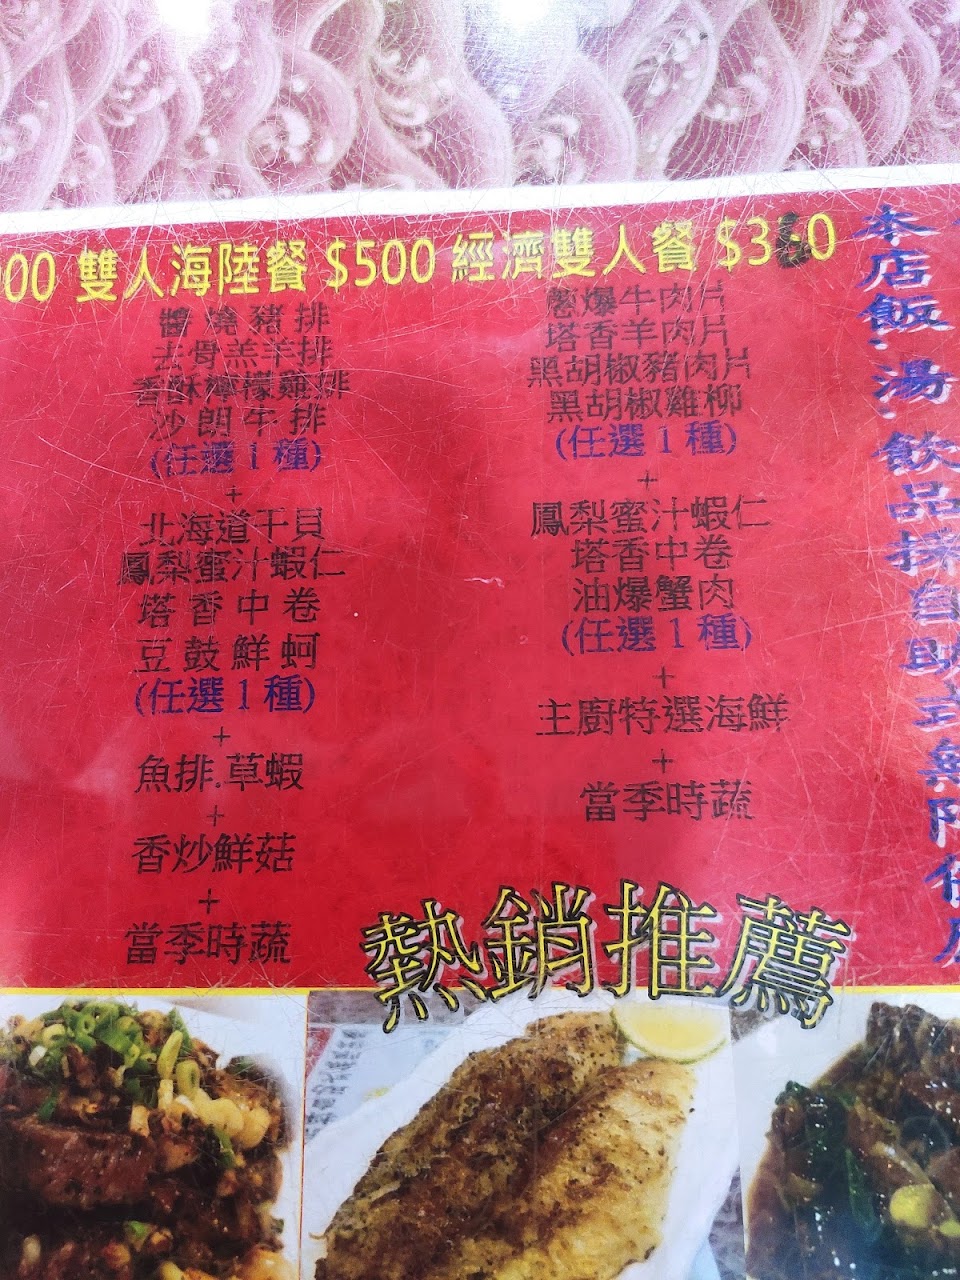 00
雙人海陸餐 $500
醬燒豬排
去骨羔羊排
香酥檸檬雞排
沙朗牛排
(任選1種)
+
北海道干貝
鳳梨蜜汁蝦仁
塔香中卷
豆鼓鮮蚵
(任選1種)
+
魚排.草蝦
+
香炒鮮菇
+
當季時蔬
經濟雙人餐 $360
蔥爆牛肉片
塔香羊肉片
黑胡椒豬肉片
黑胡椒雞柳
(任選1種)
+
鳳梨蜜汁蝦仁
塔香中卷
油爆蟹肉
(任選1種)
+
主廚特選海鮮
+
當季時蔬
本店飯、湯、飲品採自助式無限
熱銷推薦